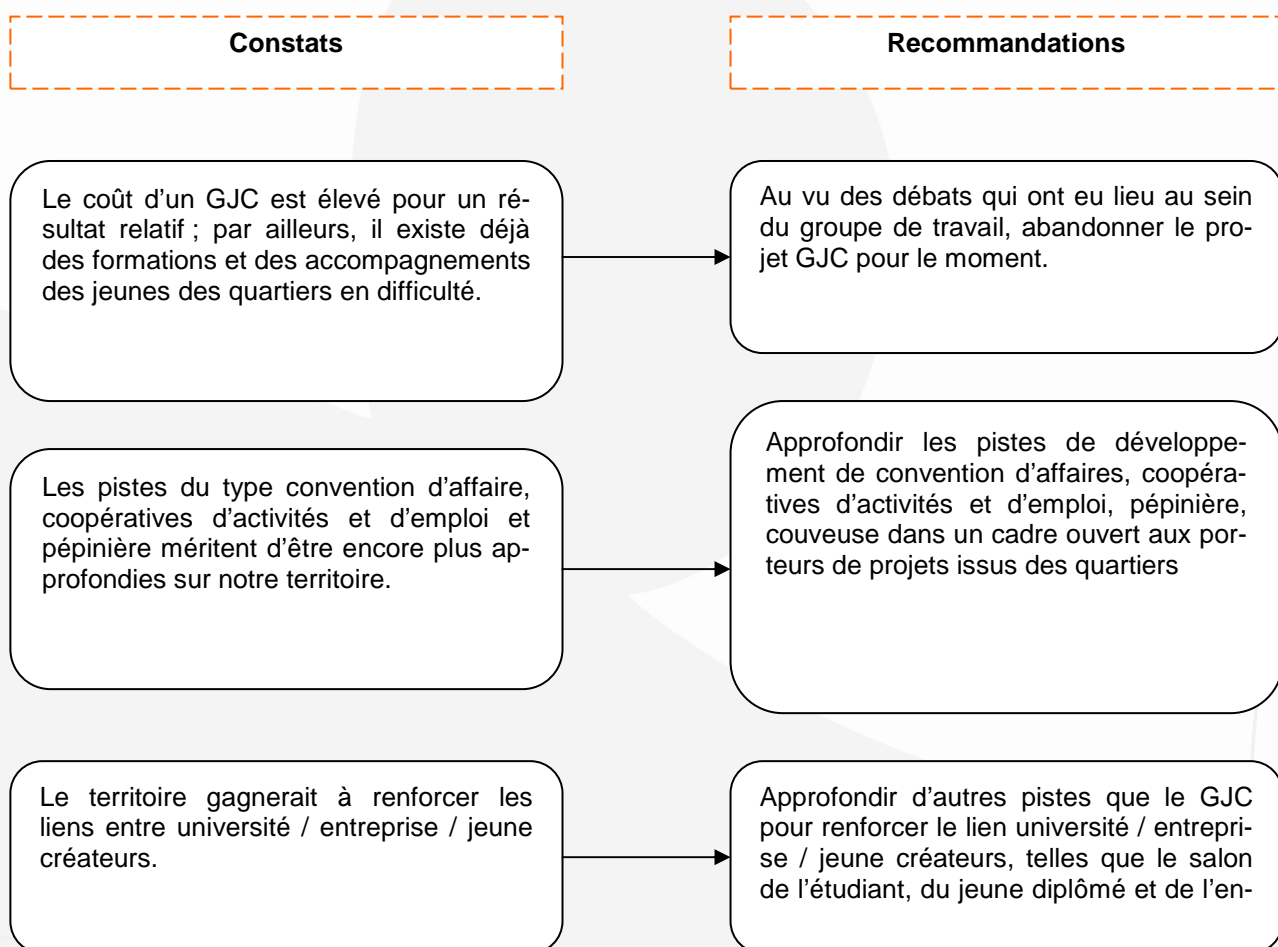 Constats
Recommandations
Le coût d’un GJC est élevé pour un ré-
sultat relatif ; par ailleurs, il existe déjà
des formations et des accompagnements
des jeunes des quartiers en difficulté.
Au vu des débats qui ont eu lieu au sein
du groupe de travail, abandonner le pro-
jet GJC pour le moment.
Les pistes du type convention d’affaire,
coopératives d’activités et d’emploi et
pépinière méritent d’être encore plus ap-
profondies sur notre territoire.
Approfondir les pistes de développe-
ment de convention d’affaires, coopéra-
tives d’activités et d’emploi, pépinière,
couveuse dans un cadre ouvert aux por-
teurs de projets issus des quartiers
Le territoire gagnerait à renforcer les
liens entre université / entreprise / jeune
créateurs.
Approfondir d’autres pistes que le GJC
pour renforcer le lien université / entrepri-
se / jeune créateurs, telles que le salon
de l’étudiant, du jeune diplômé et de l’en-